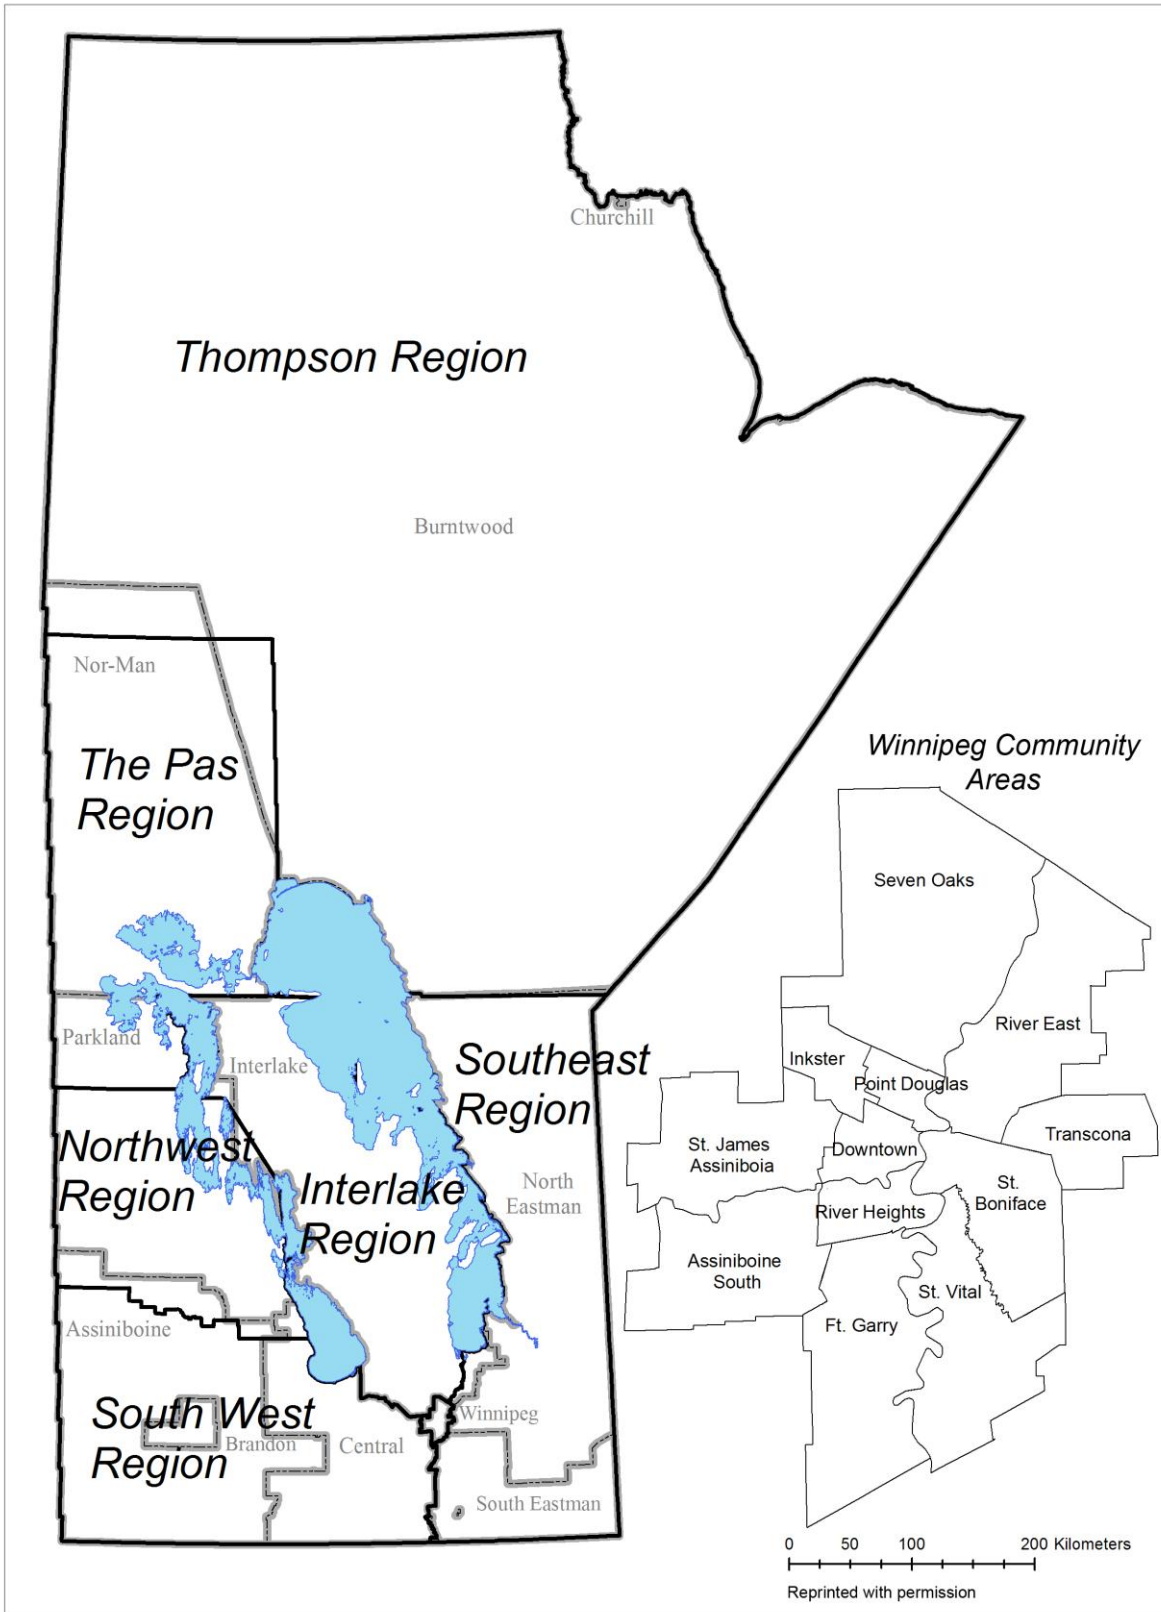 Churchill
Thompson Region
Burntwood
Nor-Man
The Pas
Region
Winnipeg Community
Areas
Seven Oaks
River East
Inkster
Point Douglas
Transcona
St. James
Assiniboia
Downtown
St.
Boniface
River Heights
Assiniboine
South
St. Vital
Ft. Garry
Parkland
Interlake
Southeast
Region
Northwest
Region
Interlake
Region
North
Eastman
Assiniboine
South West
Region
Brandon
Central
Winnipeg
South Eastman
0 50 100 200 Kilometers
Reprinted with permission